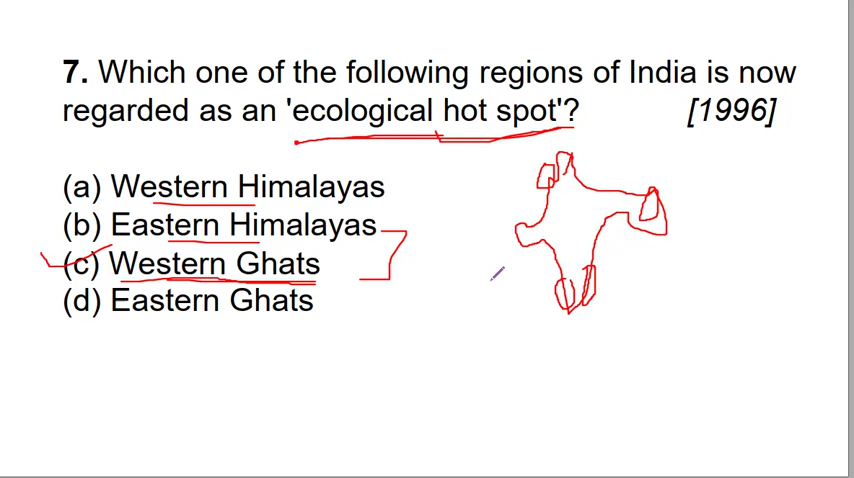 7. Which one of the following regions of India is now
regarded as an 'ecological hot spot'? [1996]
(a) Western Himalayas
(b) Eastern Himalayas
(c) Western Ghats
(d) Eastern Ghats